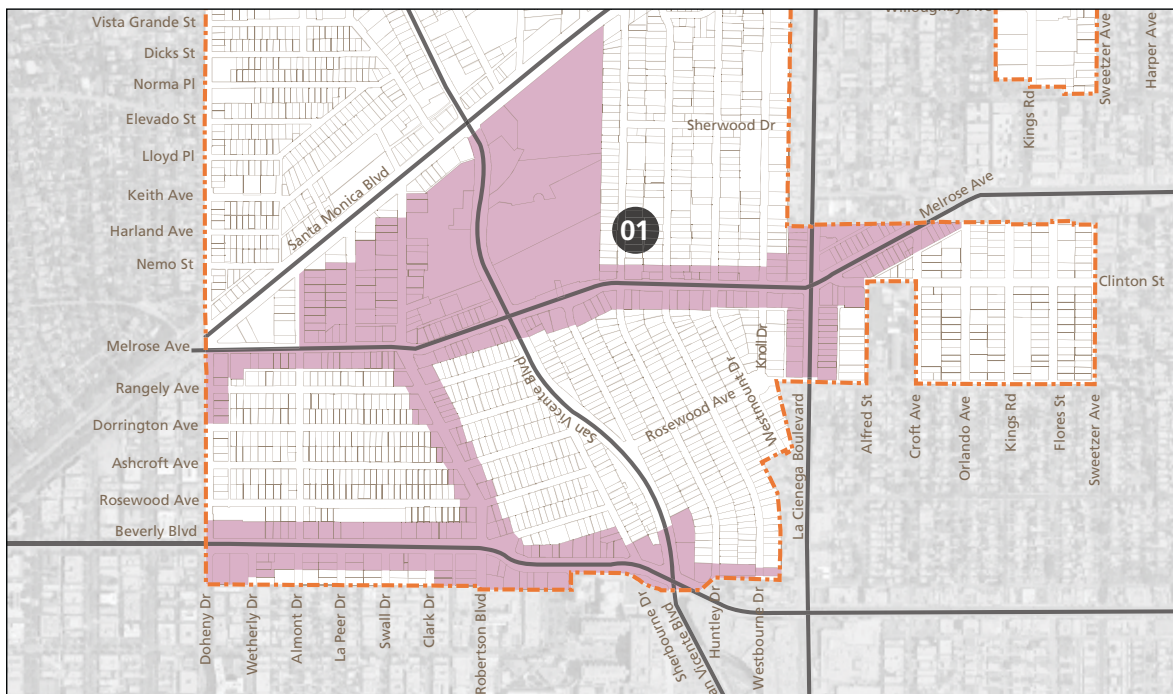 Vista Grande St
Dicks St
Norma Pl
Elevado St
Lloyd Pl
Keith Ave
Harland Ave
Nemo St
Melrose Ave
Rangely Ave
Dorrington Ave
Ashcroft Ave
Rosewood Ave
Beverly Blvd
Santa Monica Blvd
Sherwood Dr
01
Melrose Ave
Kings Rd
Sweetzer Ave
Harper Ave
Clinton St
San Vicente Blvd
Rosewood Ave
Westmount Dr
Knoll Dr
La Cienega Boulevard
Alfred St
Croft Ave
Orlando Ave
Kings Rd
Flores St
Sweetzer Ave
Doheny Dr
Wetherly Dr
Almont Dr
La Peer Dr
Swall Dr
Clark Dr
Robertson Blvd
Sherbourne Dr
Vicente Blvd
Huntley Dr
Westbourne Dr